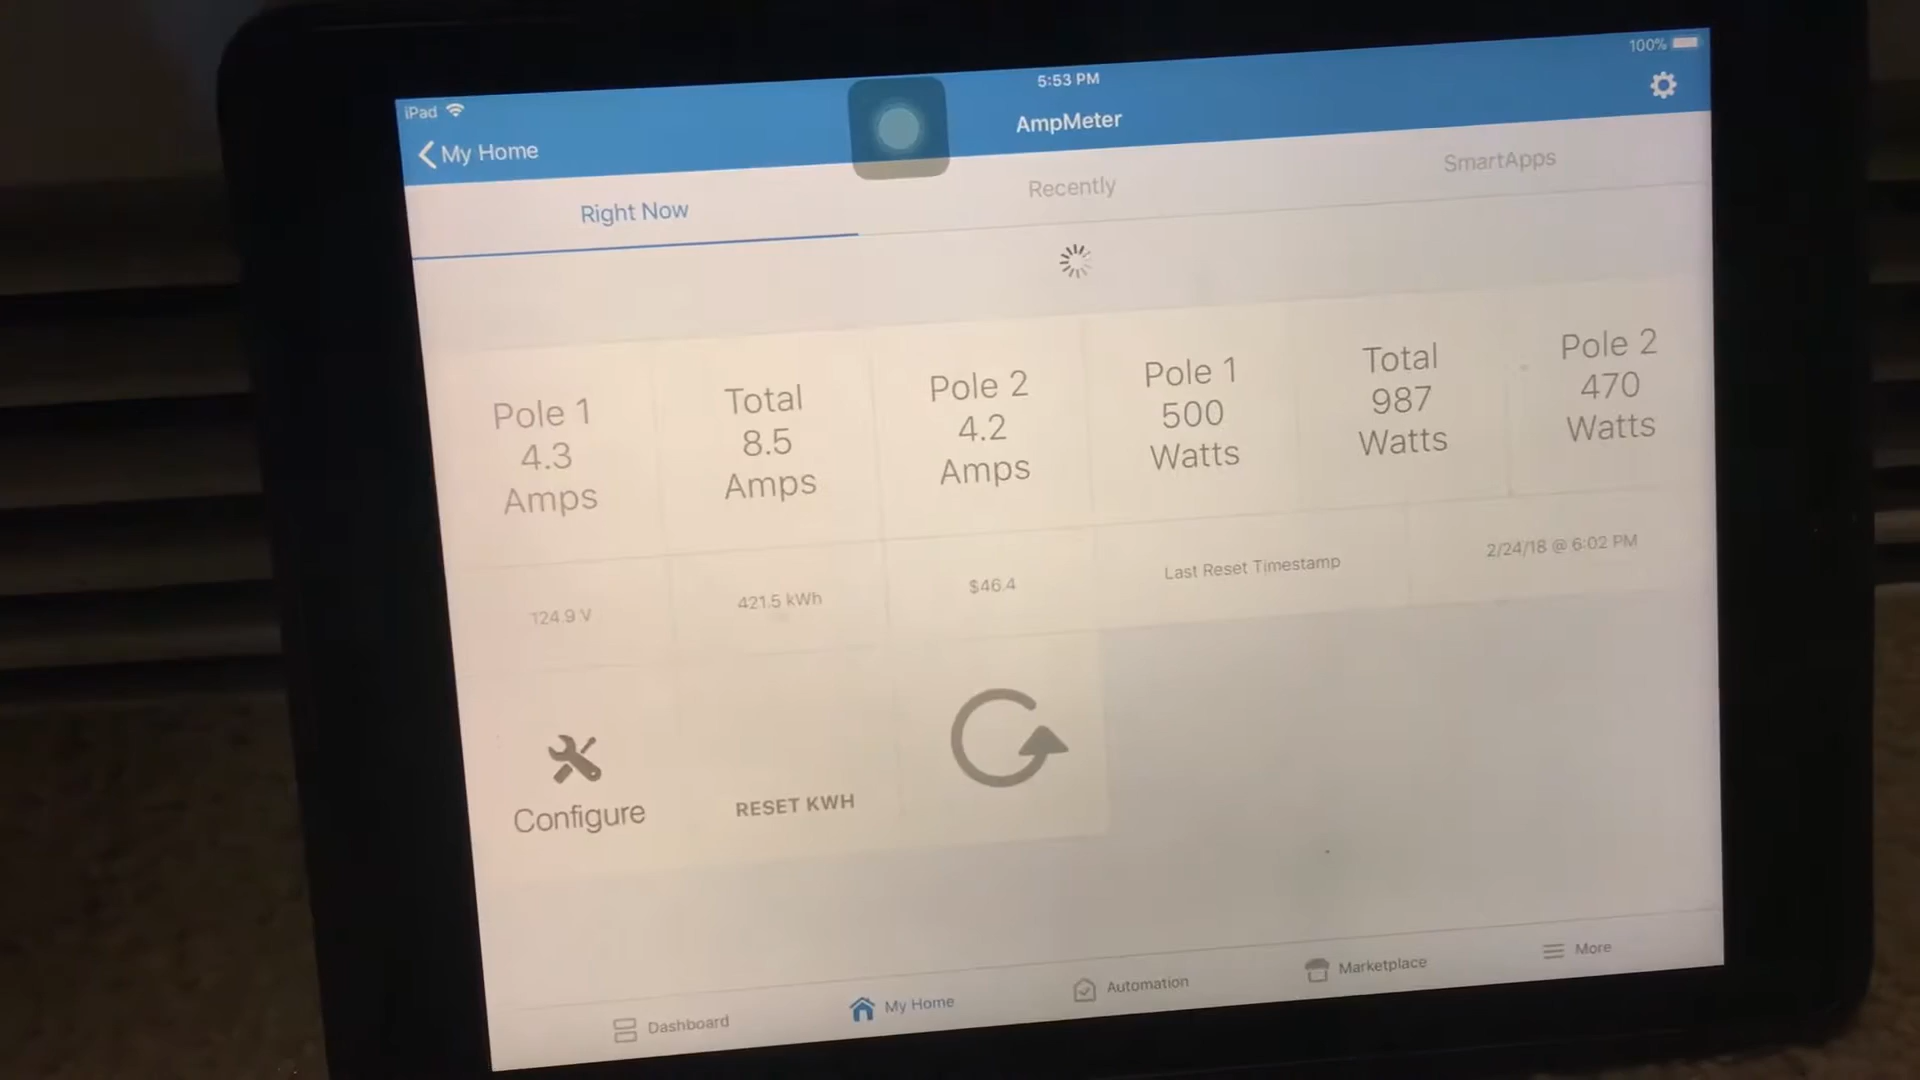 iPad
5:53 PM
100%
My Home
AmpMeter
Right Now
Recently
SmartApps
Pole 1
4.3
Amps
Total
8.5
Amps
Pole 2
4.2
Amps
Pole 1
500
Watts
Total
987
Watts
Pole 2
470
Watts
124.9 V
421.5 kWh
$46.4
Last Reset Timestamp
2/24/18 @ 6:02 PM
Configure
RESET KWH
Dashboard
My Home
Automation
Marketplace
More